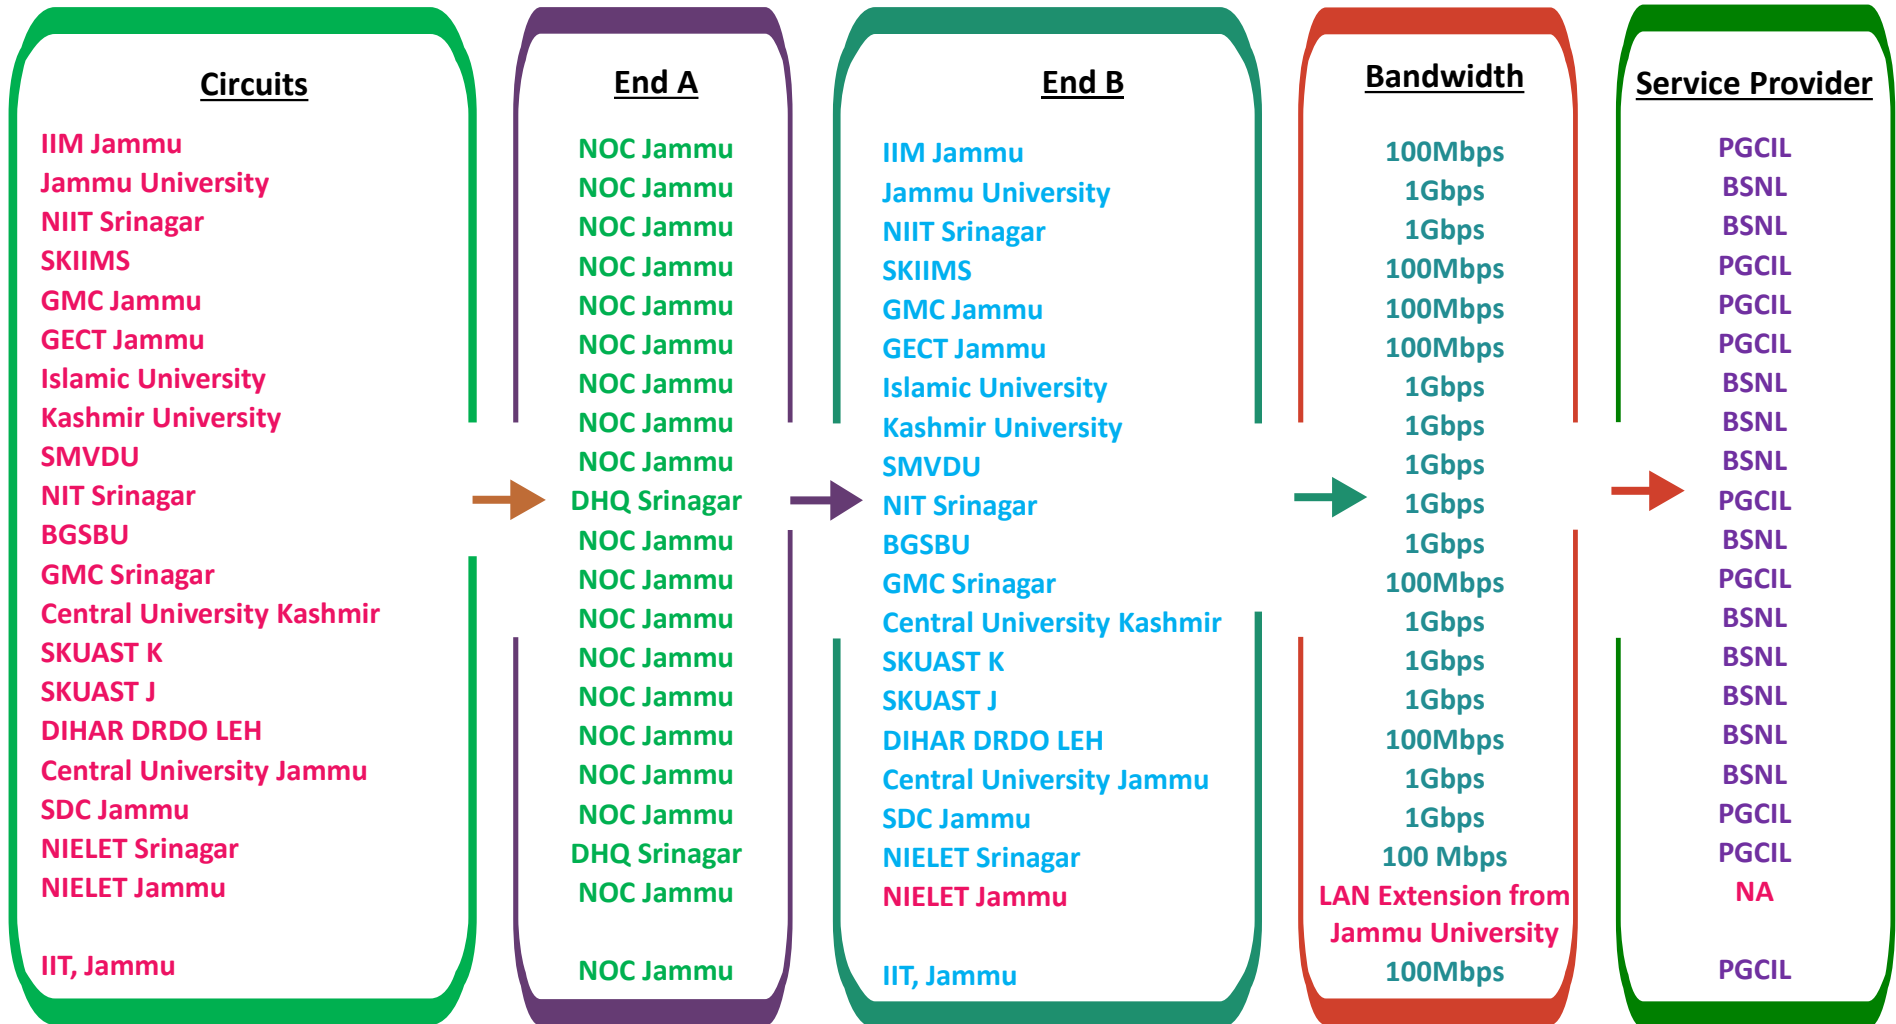 Circuits
IIM Jammu
Jammu University
NIIT Srinagar
SKIIMS
GMC Jammu
GECT Jammu
Islamic University
Kashmir University
SMVDU
NIT Srinagar
BGSBU
GMC Srinagar
Central University Kashmir
SKUAST K
SKUAST J
DIHAR DRDO LEH
Central University Jammu
SDC Jammu
NIELET Srinagar
NIELET Jammu
IIT, Jammu
End A
NOC Jammu
NOC Jammu
NOC Jammu
NOC Jammu
NOC Jammu
NOC Jammu
NOC Jammu
NOC Jammu
NOC Jammu
DHQ Srinagar
NOC Jammu
NOC Jammu
NOC Jammu
NOC Jammu
NOC Jammu
NOC Jammu
NOC Jammu
NOC Jammu
DHQ Srinagar
NOC Jammu
NOC Jammu
End B
IIM Jammu
Jammu University
NIIT Srinagar
SKIIMS
GMC Jammu
GECT Jammu
Islamic University
Kashmir University
SMVDU
NIT Srinagar
BGSBU
GMC Srinagar
Central University Kashmir
SKUAST K
SKUAST J
DIHAR DRDO LEH
Central University Jammu
SDC Jammu
NIELET Srinagar
NIELET Jammu
IIT, Jammu
Bandwidth
100Mbps
1Gbps
1Gbps
100Mbps
100Mbps
100Mbps
1Gbps
1Gbps
1Gbps
1Gbps
1Gbps
100Mbps
1Gbps
1Gbps
1Gbps
100Mbps
1Gbps
1Gbps
100 Mbps
LAN Extension from
Jammu University
100Mbps
Service Provider
PGCIL
BSNL
BSNL
PGCIL
PGCIL
PGCIL
BSNL
BSNL
BSNL
PGCIL
BSNL
PGCIL
BSNL
BSNL
BSNL
BSNL
BSNL
PGCIL
PGCIL
NA
PGCIL